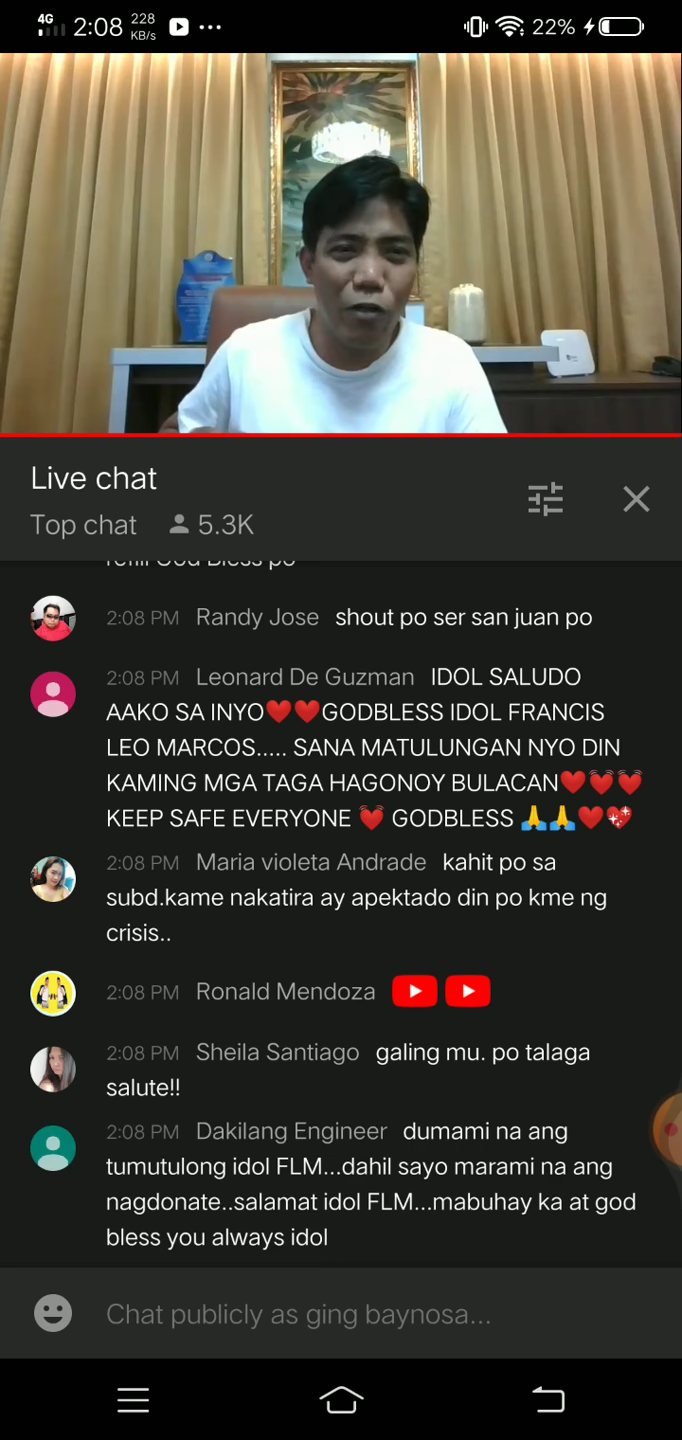 4G 2:08 228 KB/s 22%
Live chat
Top chat 5.3K
refill God Bless po
2:08 PM Randy Jose shout po ser san juan po
2:08 PM Leonard De Guzman IDOL SALUDO
AAKO SA INYO❤️❤️GODBLESS IDOL FRANCIS
LEO MARCOS..... SANA MATULUNGAN NYO DIN
KAMING MGA TAGA HAGONOY BULACAN❤️💓💓
KEEP SAFE EVERYONE 💓 GODBLESS 🙏🙏❤️💖
2:08 PM Maria violeta Andrade kahit po sa
subd.kame nakatira ay apektado din po kme ng
crisis..
2:08 PM Ronald Mendoza
2:08 PM Sheila Santiago galing mu. po talaga
salute!!
2:08 PM Dakilang Engineer dumami na ang
tumutulong idol FLM...dahil sayo marami na ang
nagdonate..salamat idol FLM...mabuhay ka at god
bless you always idol
Chat publicly as ging baynosa...